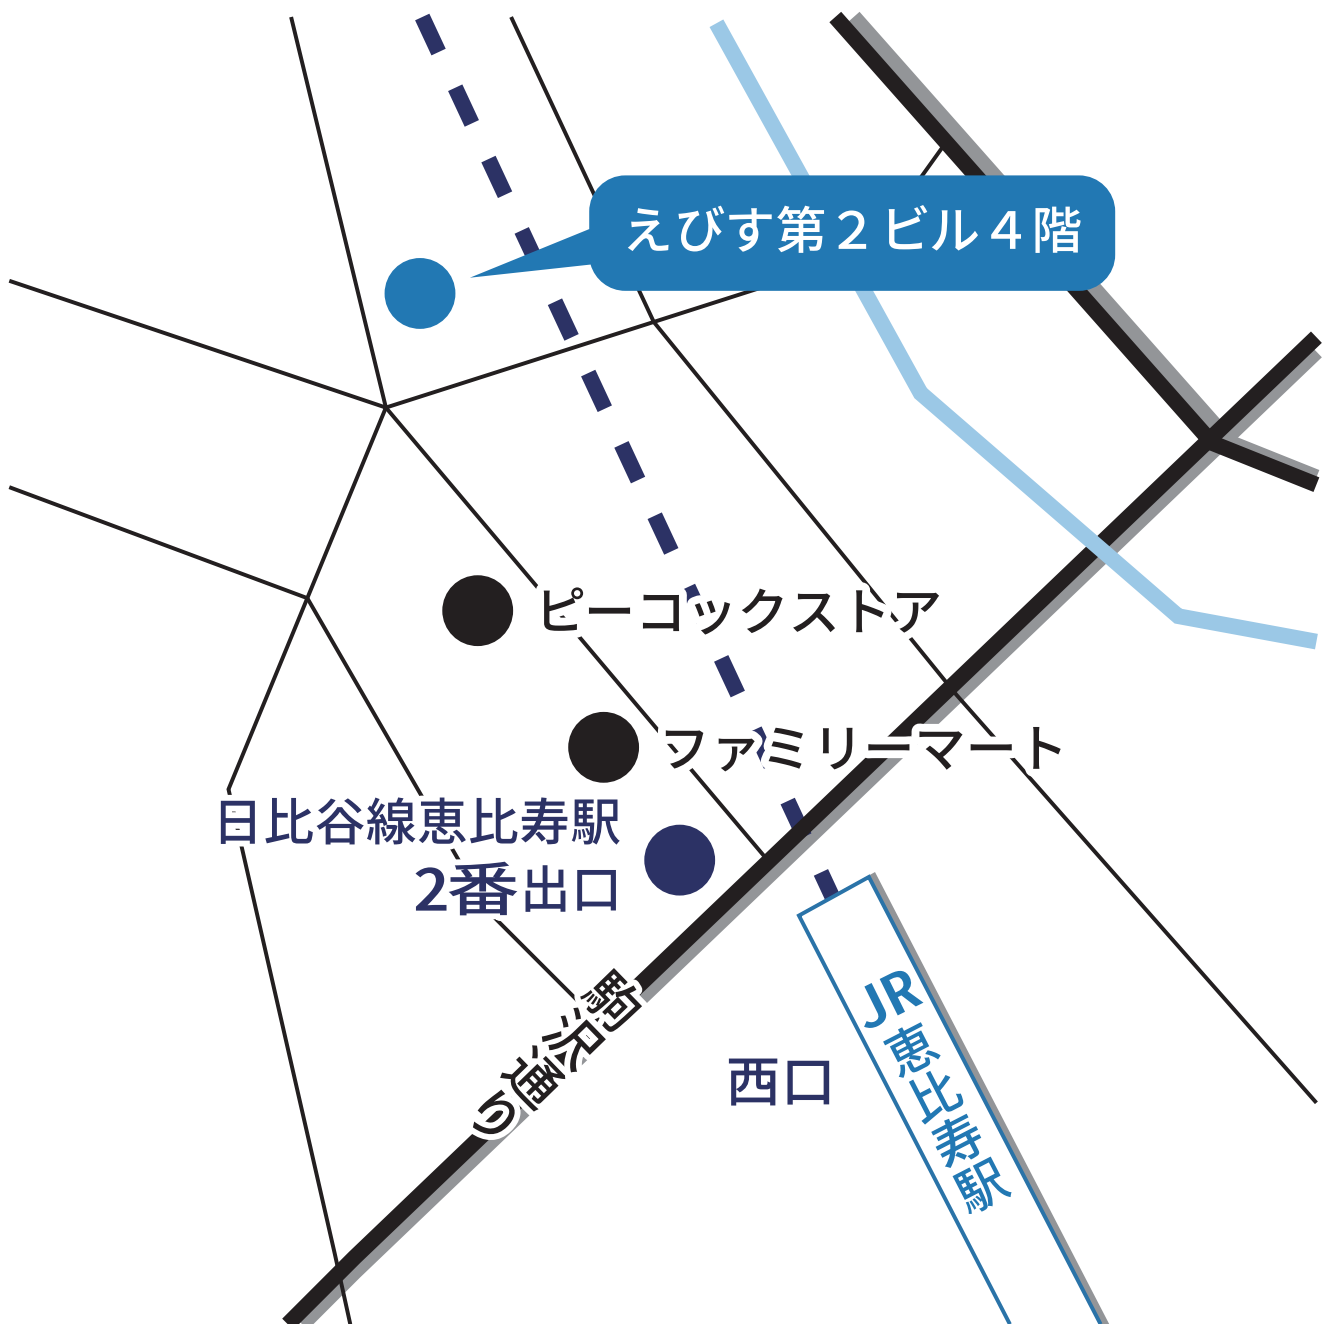 えびす第２ビル４階
ピーコックストア
ファミリーマート
日比谷線恵比寿駅
2番出口
駒沢通り
西口
JR恵比寿駅